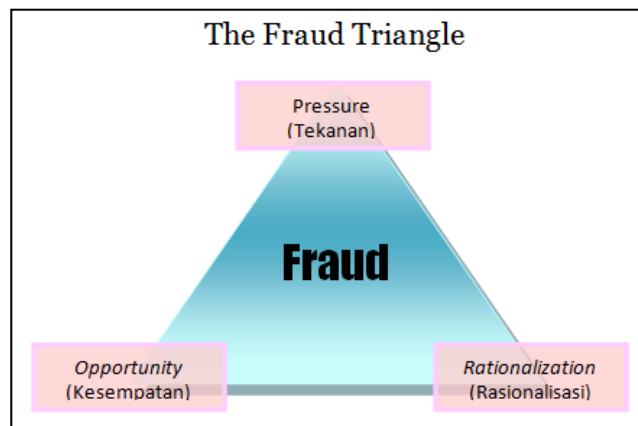 The Fraud Triangle
Pressure
(Tekanan)
Fraud
Opportunity
(Kesempatan)
Rationalization
(Rasionalisasi)